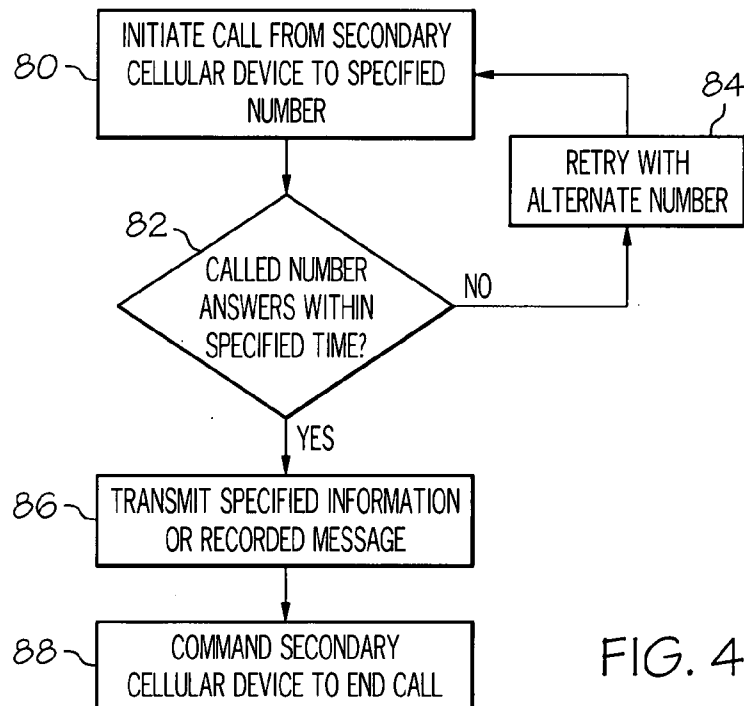 80
INITIATE CALL FROM SECONDARY
CELLULAR DEVICE TO SPECIFIED
NUMBER
84
RETRY WITH
ALTERNATE NUMBER
82
CALLED NUMBER
ANSWERS WITHIN
SPECIFIED TIME?
NO
YES
86
TRANSMIT SPECIFIED INFORMATION
OR RECORDED MESSAGE
88
COMMAND SECONDARY
CELLULAR DEVICE TO END CALL
FIG. 4